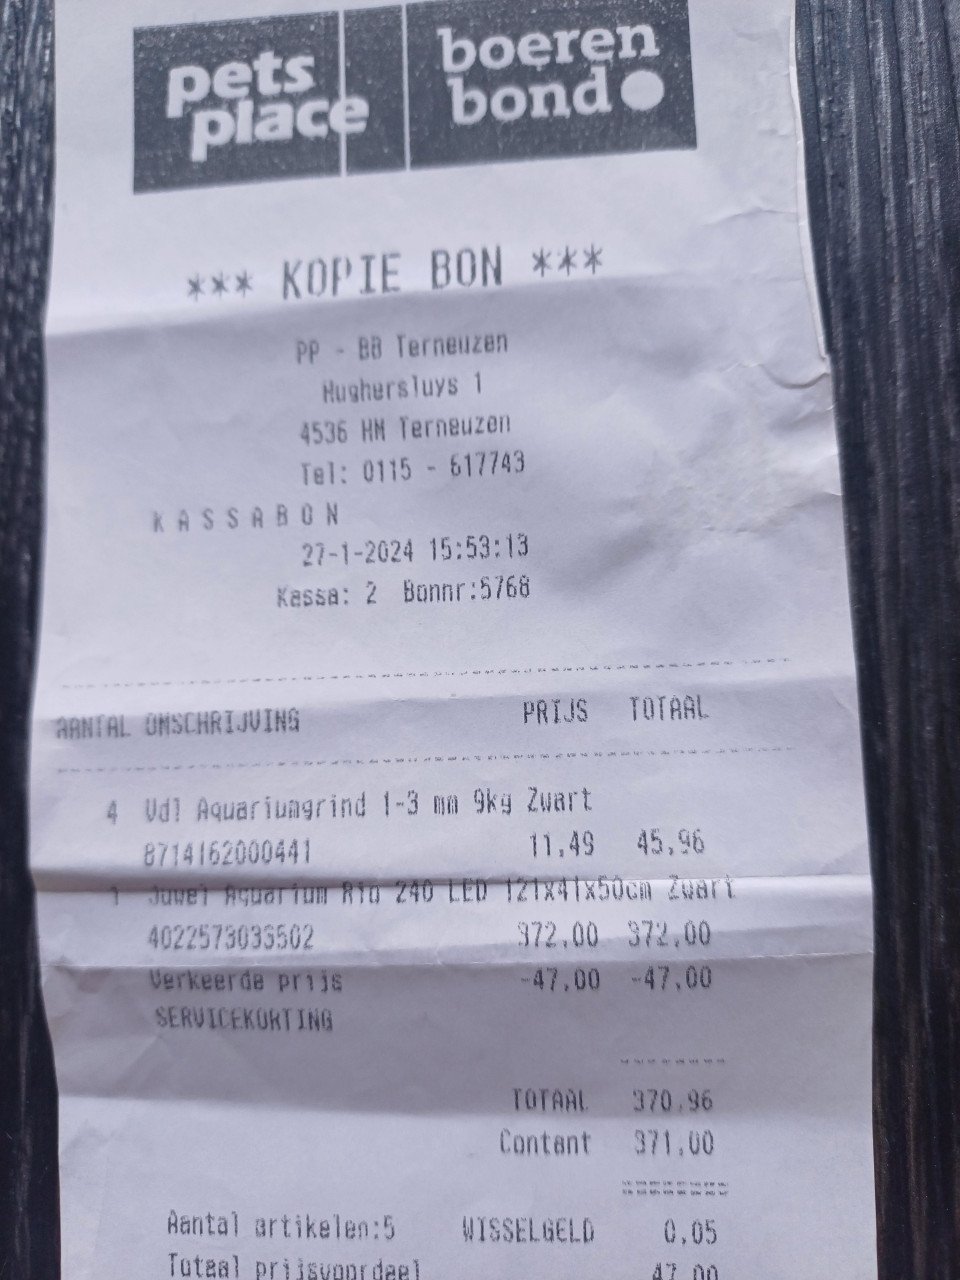 pets place
boeren bond
*** KOPIE BON ***
PP - BB Terneuzen
Hughersluys 1
4536 HM Terneuzen
Tel: 0115 - 617743
KASSABON
27-1-2024 15:53:13
Kassa: 2 Bonnr:5768
AANTAL OMSCHRIJVING PRIJS TOTAAL
4 Vdl Aquariumgrind 1-3 mm 9kg Zwart
8714162000441 11,49 45,96
1 Juwel Aquarium Rio 240 LED 121x41x50cm Zwart
4022573035502 372,00 372,00
Verkeerde prijs -47,00 -47,00
SERVICEKORTING
TOTAAL 370,96
Contant 371,00
Aantal artikelen:5 WISSELGELD 0,05
Totaal prijsvoordeel 47,00